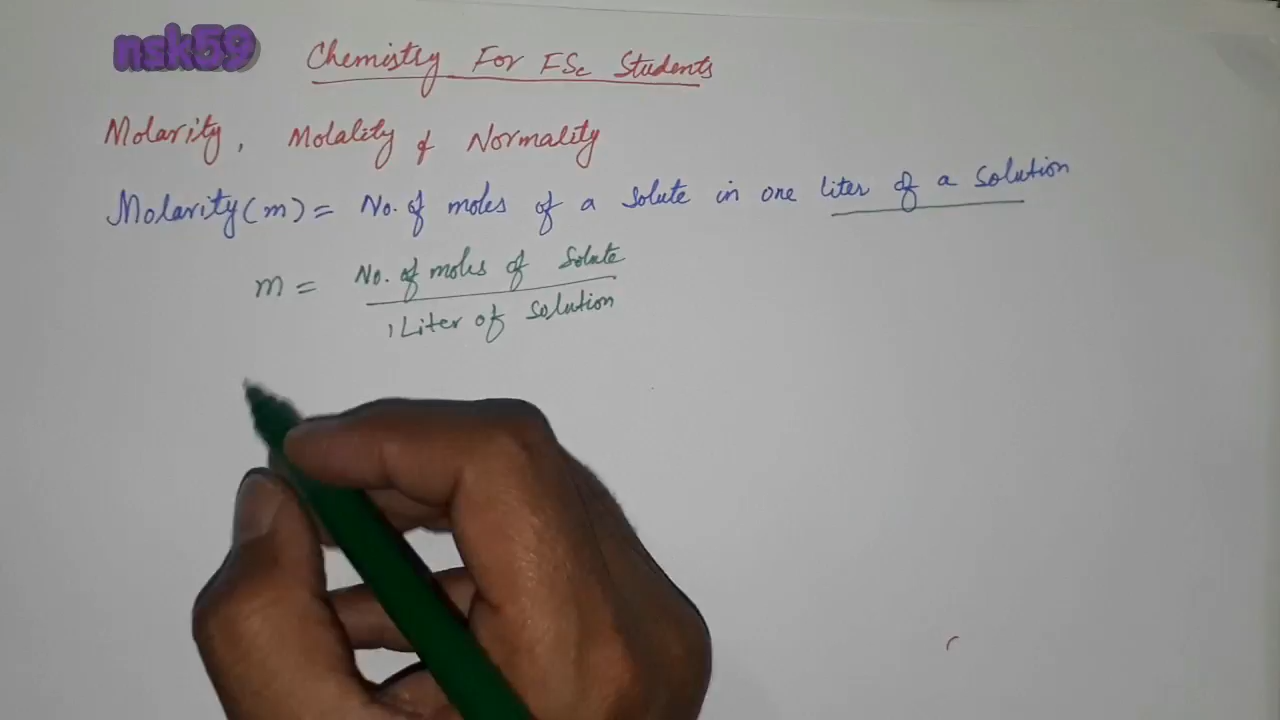 nsk59
Chemistry For FSc Students
Molarity, Molality & Normality
Molarity(m) = No. of moles of a Solute in one liter of a solution
m = No. of moles of Solute
1 Liter of Solution